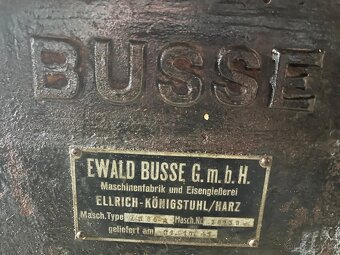 BUSSE
EWALD BUSSE G.m.b.H.
Maschinenfabrik und Eisengießerei
ELLRICH-KÖNIGSTUHL/HARZ
Masch.Type Masch.Nr.
geliefert am